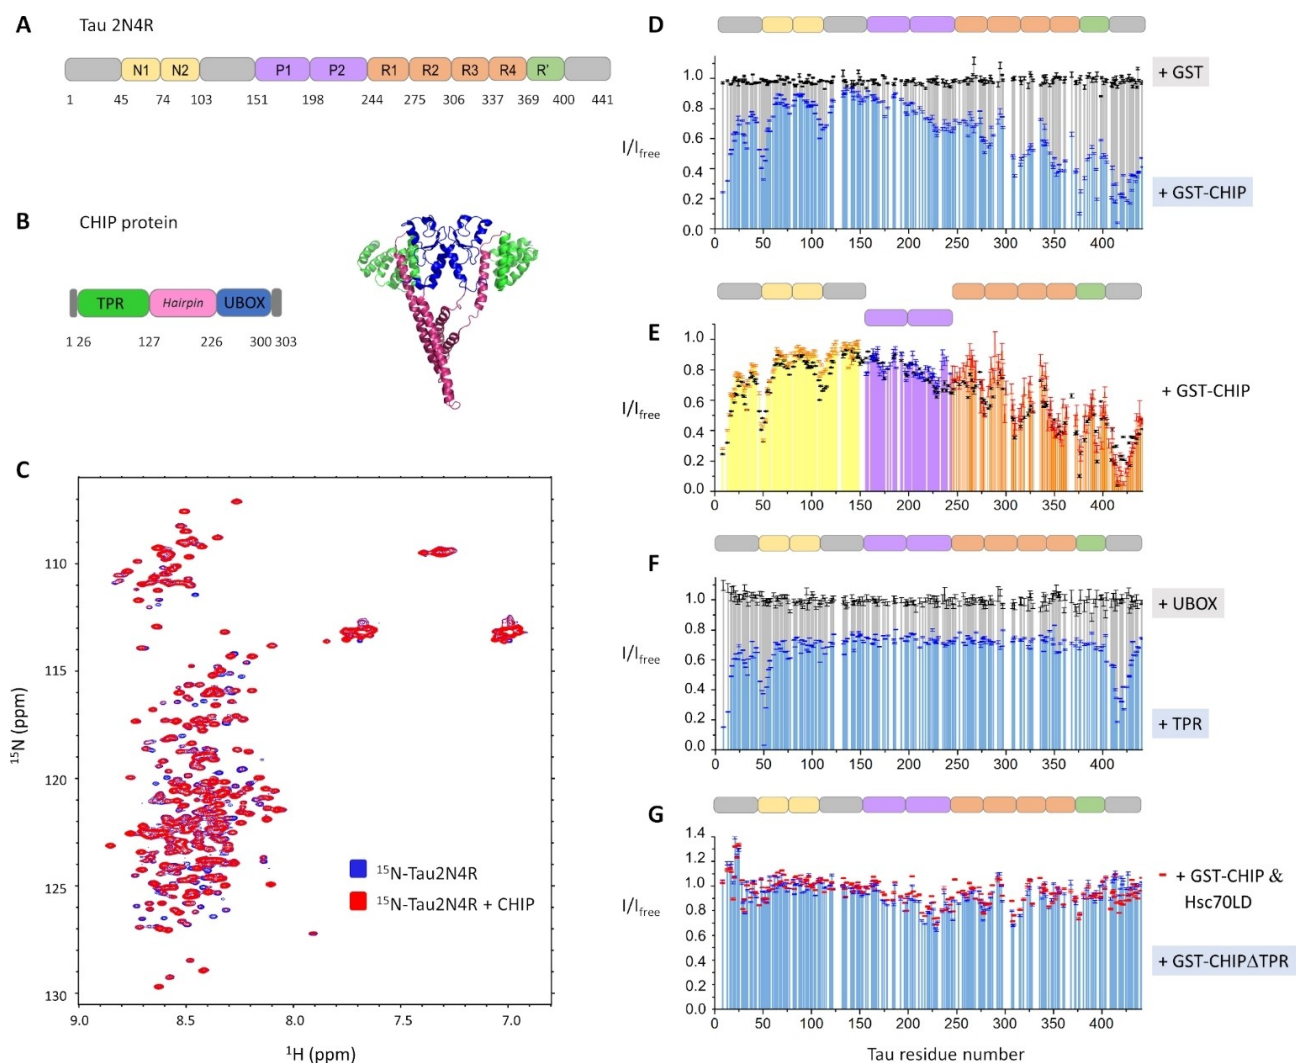 A Tau 2N4R
N1 N2 P1 P2 R1 R2 R3 R4 R'
1 45 74 103 151 198 244 275 306 337 369 400 441
B CHIP protein
TPR Hairpin UBOX
1 26 127 226 300 303
C
110
115
120
125
130
¹⁵N (ppm)
9.0 8.5 8.0 7.5 7.0
¹H (ppm)
¹⁵N-Tau2N4R
¹⁵N-Tau2N4R + CHIP
D
1.0
0.8
0.6
0.4
0.2
0.0
I/Ifree
0 50 100 150 200 250 300 350 400
+ GST
+ GST-CHIP
E
1.0
0.8
0.6
0.4
0.2
0.0
I/Ifree
0 50 100 150 200 250 300 350 400
+ GST-CHIP
F
1.0
0.8
0.6
0.4
0.2
0.0
I/Ifree
0 50 100 150 200 250 300 350 400
+ UBOX
+ TPR
G
1.4
1.2
1.0
0.8
0.6
0.4
0.2
0.0
I/Ifree
0 50 100 150 200 250 300 350 400
Tau residue number
+ GST-CHIP &
Hsc70LD
+ GST-CHIPΔTPR